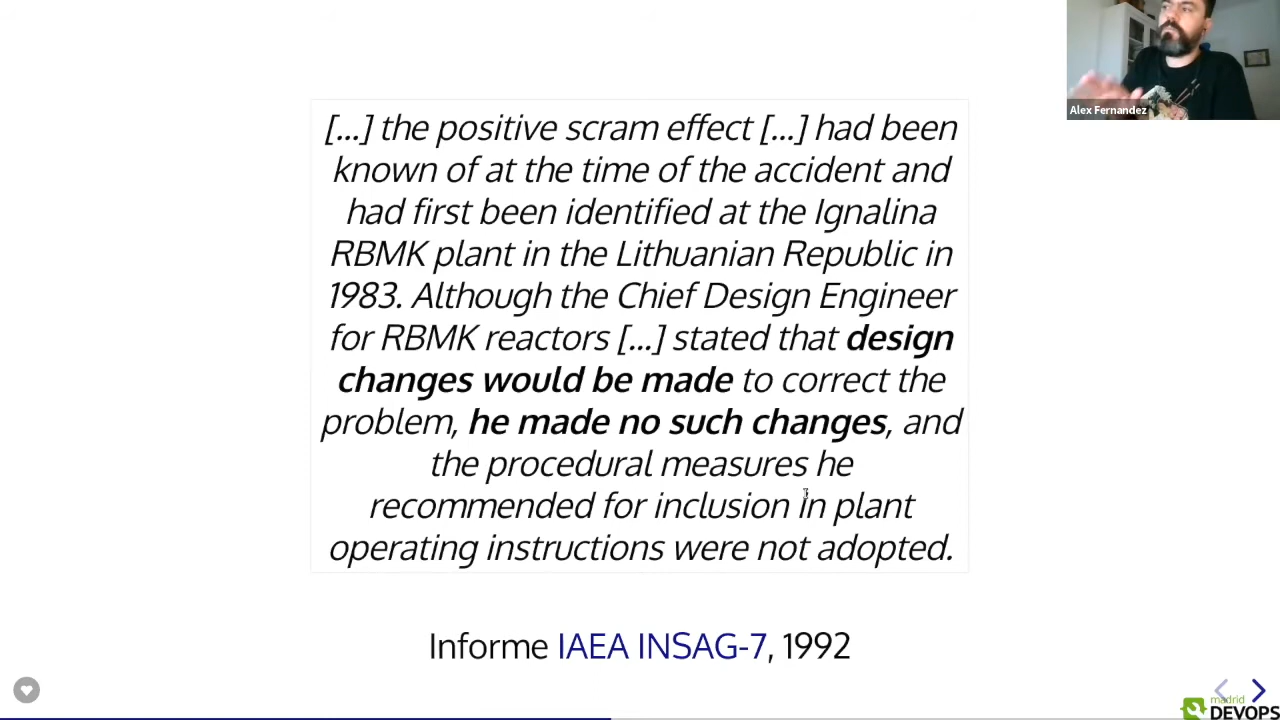 Alex Fernandez
[...] the positive scram effect [...] had been
known of at the time of the accident and
had first been identified at the Ignalina
RBMK plant in the Lithuanian Republic in
1983. Although the Chief Design Engineer
for RBMK reactors [...] stated that design
changes would be made to correct the
problem, he made no such changes, and
the procedural measures he
recommended for inclusion in plant
operating instructions were not adopted.
Informe IAEA INSAG-7, 1992
madrid
DEVOPS